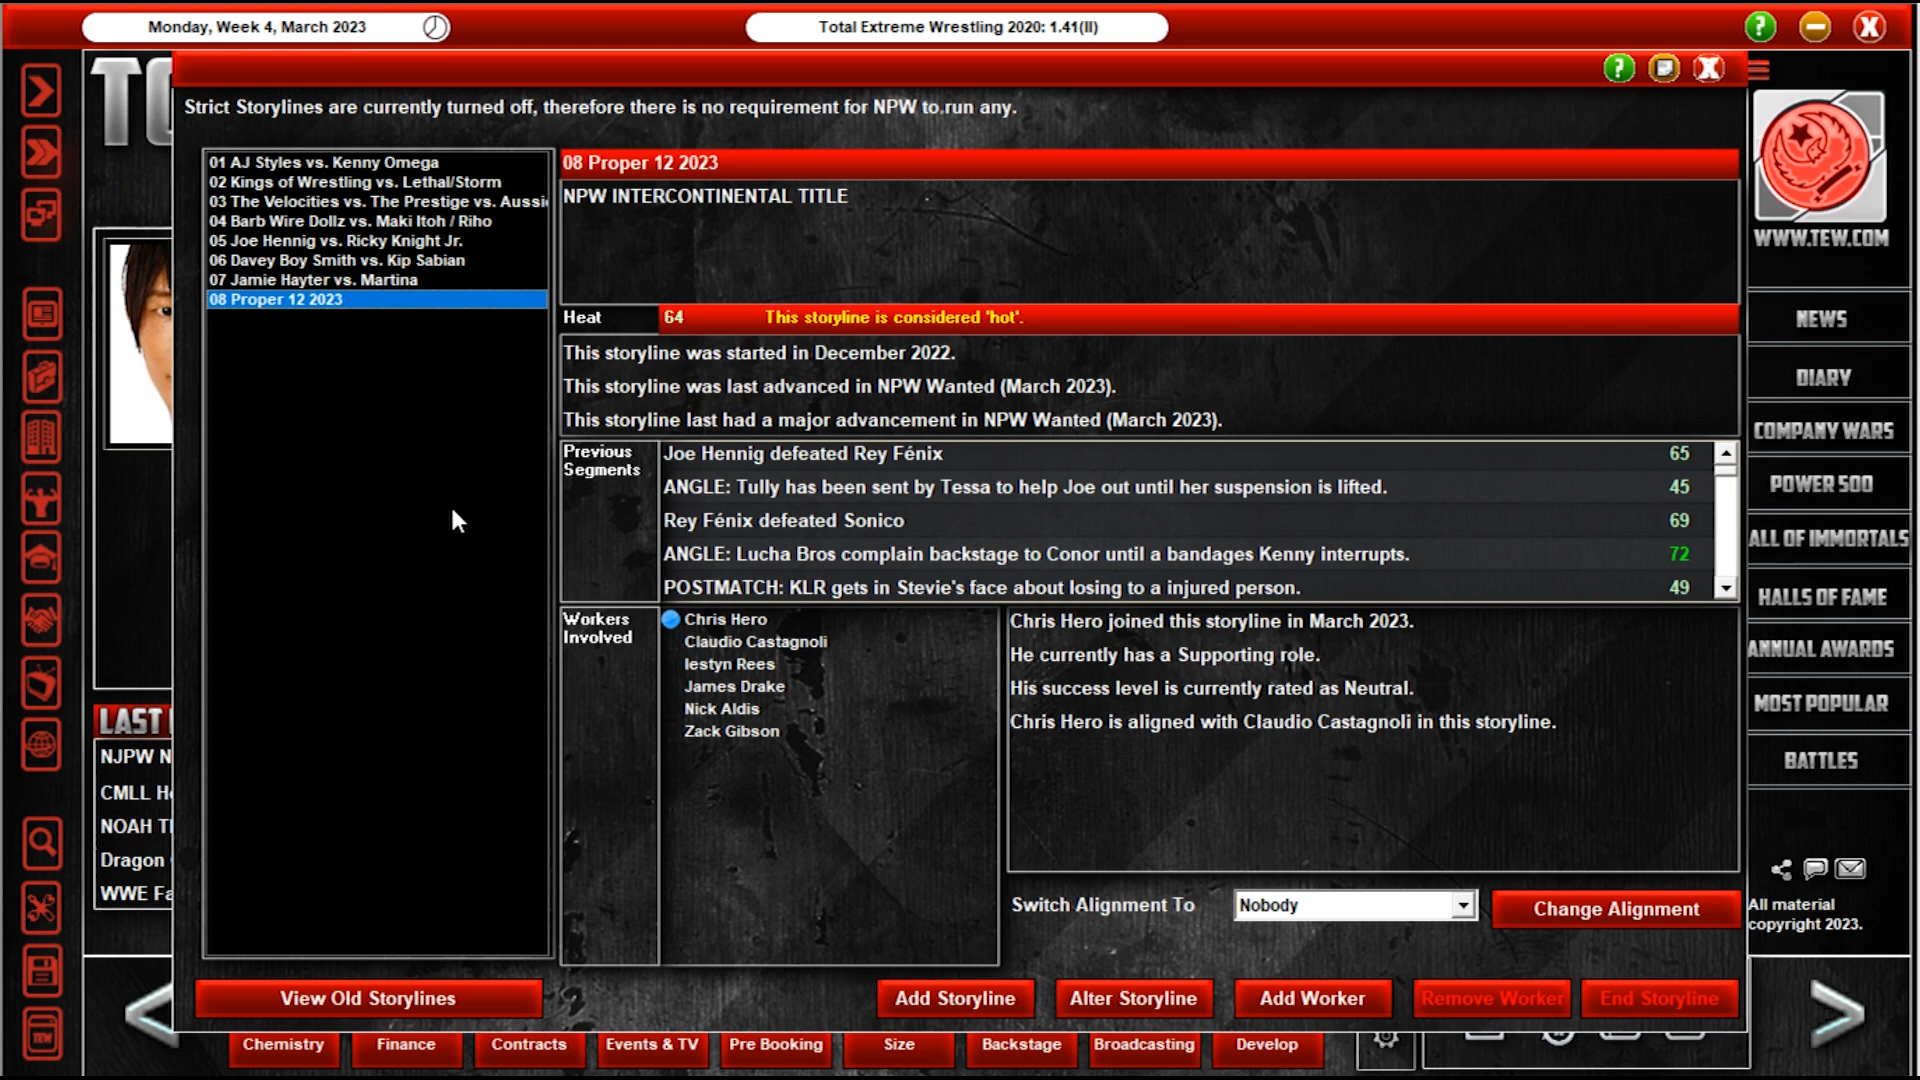 Monday, Week 4, March 2023
Total Extreme Wrestling 2020: 1.41(II)
Strict Storylines are currently turned off, therefore there is no requirement for NPW to run any.
01 AJ Styles vs. Kenny Omega
02 Kings of Wrestling vs. Lethal/Storm
03 The Velocities vs. The Prestige vs. Aussi
04 Barb Wire Dollz vs. Maki Itoh / Riho
05 Joe Hennig vs. Ricky Knight Jr.
06 Davey Boy Smith vs. Kip Sabian
07 Jamie Hayter vs. Martina
08 Proper 12 2023
08 Proper 12 2023
NPW INTERCONTINENTAL TITLE
Heat 64 This storyline is considered 'hot'.
This storyline was started in December 2022.
This storyline was last advanced in NPW Wanted (March 2023).
This storyline last had a major advancement in NPW Wanted (March 2023).
Previous Segments
Joe Hennig defeated Rey Fénix 65
ANGLE: Tully has been sent by Tessa to help Joe out until her suspension is lifted. 45
Rey Fénix defeated Sonico 69
ANGLE: Lucha Bros complain backstage to Conor until a bandages Kenny interrupts. 72
POSTMATCH: KLR gets in Stevie's face about losing to a injured person. 49
Workers Involved
Chris Hero
Claudio Castagnoli
Iestyn Rees
James Drake
Nick Aldis
Zack Gibson
Chris Hero joined this storyline in March 2023.
He currently has a Supporting role.
His success level is currently rated as Neutral.
Chris Hero is aligned with Claudio Castagnoli in this storyline.
Switch Alignment To Nobody Change Alignment
View Old Storylines Add Storyline Alter Storyline Add Worker Remove Worker End Storyline
LAST
NJPW N
CMLL H
NOAH T
Dragon
WWE Fa
Chemistry Finance Contracts Events & TV Pre Booking Size Backstage Broadcasting Develop
WWW.TEW.COM
NEWS
DIARY
COMPANY WARS
POWER 500
ALL OF IMMORTALS
HALLS OF FAME
ANNUAL AWARDS
MOST POPULAR
BATTLES
All material
copyright 2023.
TEW